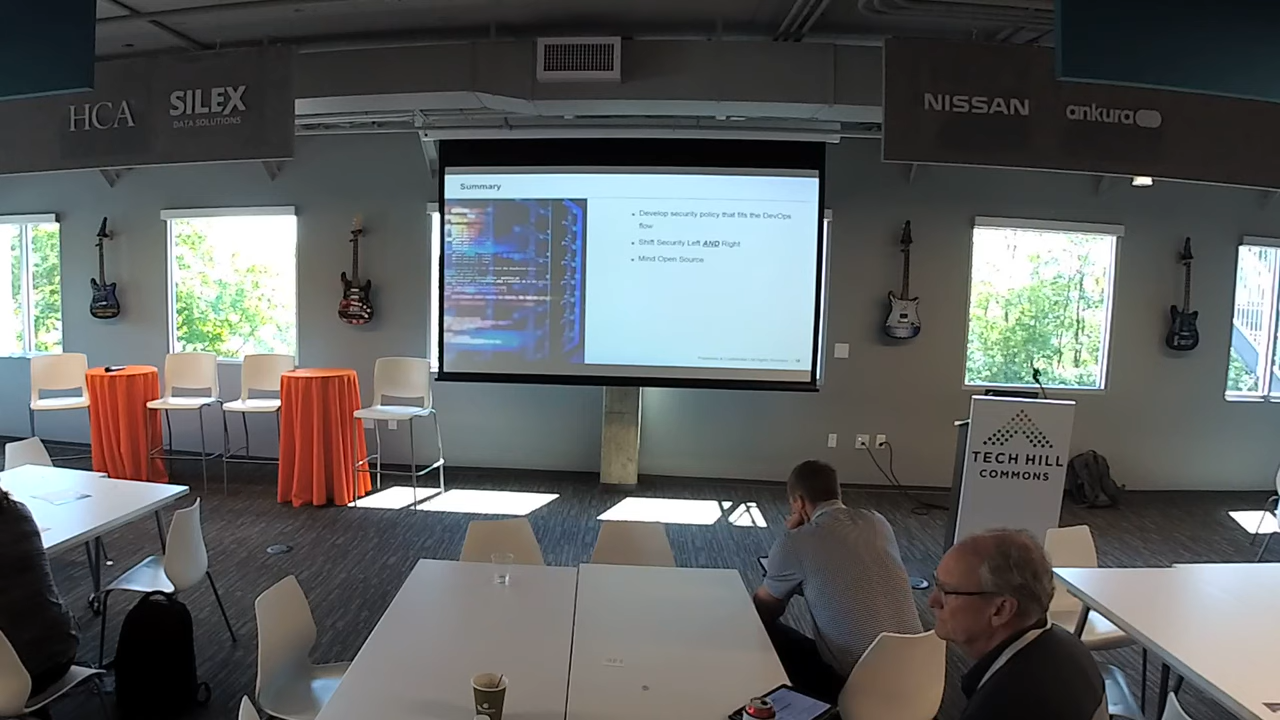 HCA
SILEX
DATA SOLUTIONS
NISSAN
ankura
Summary
Develop security policy that fits the DevOps
flow
Shift Security Left AND Right
Mind Open Source
TECH HILL
COMMONS